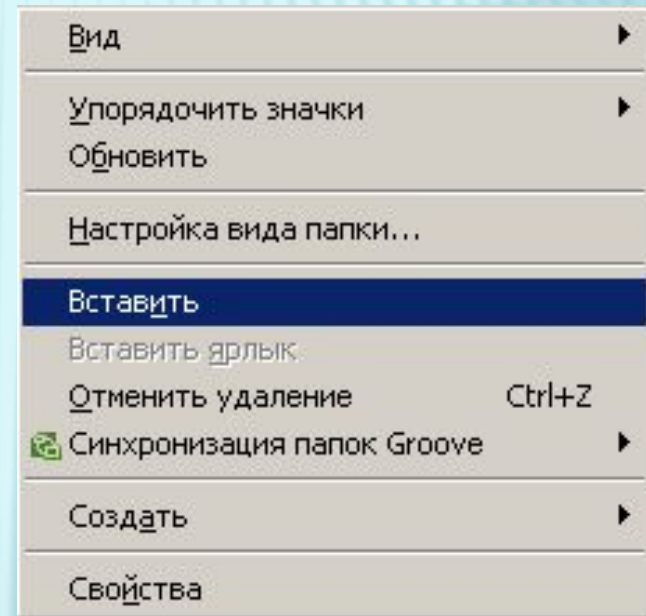 Вид
Упорядочить значки
Обновить
Настройка вида папки...
Вставить
Вставить ярлык
Отменить удаление Ctrl+Z
Синхронизация папок Groove
Создать
Свойства